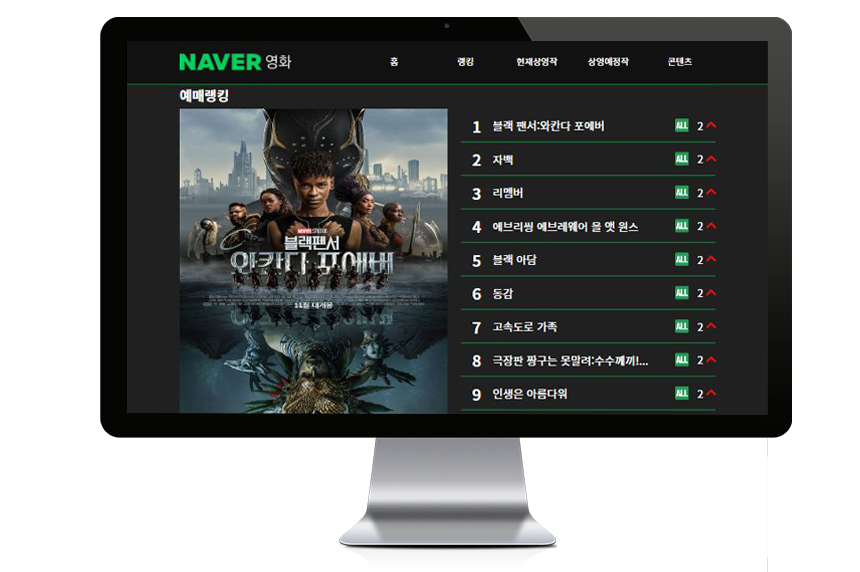 NAVER 영화
홈 랭킹 현재상영작 상영예정작 콘텐츠
예매랭킹
MARVEL STUDIOS
블랙팬서
와칸다 포에버
11월 대개봉
1 블랙 팬서:와칸다 포에버 ALL 2
2 자백 ALL 2
3 리멤버 ALL 2
4 에브리씽 에브레웨어 올 앳 원스 ALL 2
5 블랙 아담 ALL 2
6 동감 ALL 2
7 고속도로 가족 ALL 2
8 극장판 짱구는 못말려:수수께끼!... ALL 2
9 인생은 아름다워 ALL 2